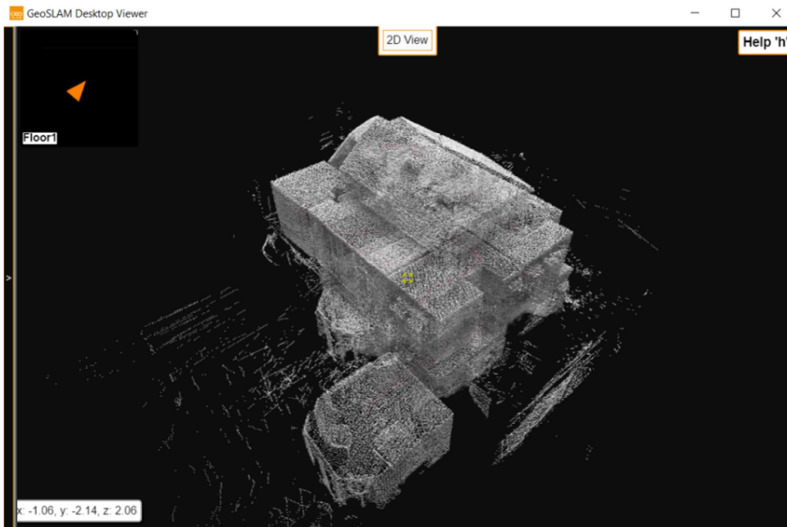 GeoSLAM Desktop Viewer
2D View
Help 'h'
Floor1
>
x: -1.06, y: -2.14, z: 2.06